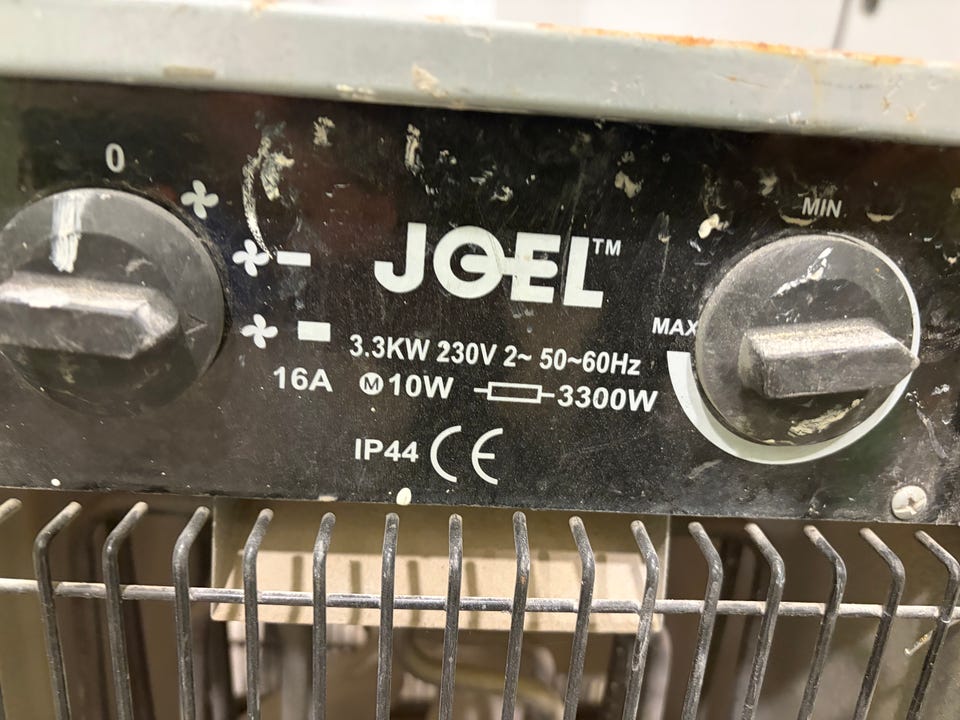 0
MIN
JOEL™
MAX
3.3KW 230V 2~ 50~60Hz
16A M 10W 3300W
IP44 CE